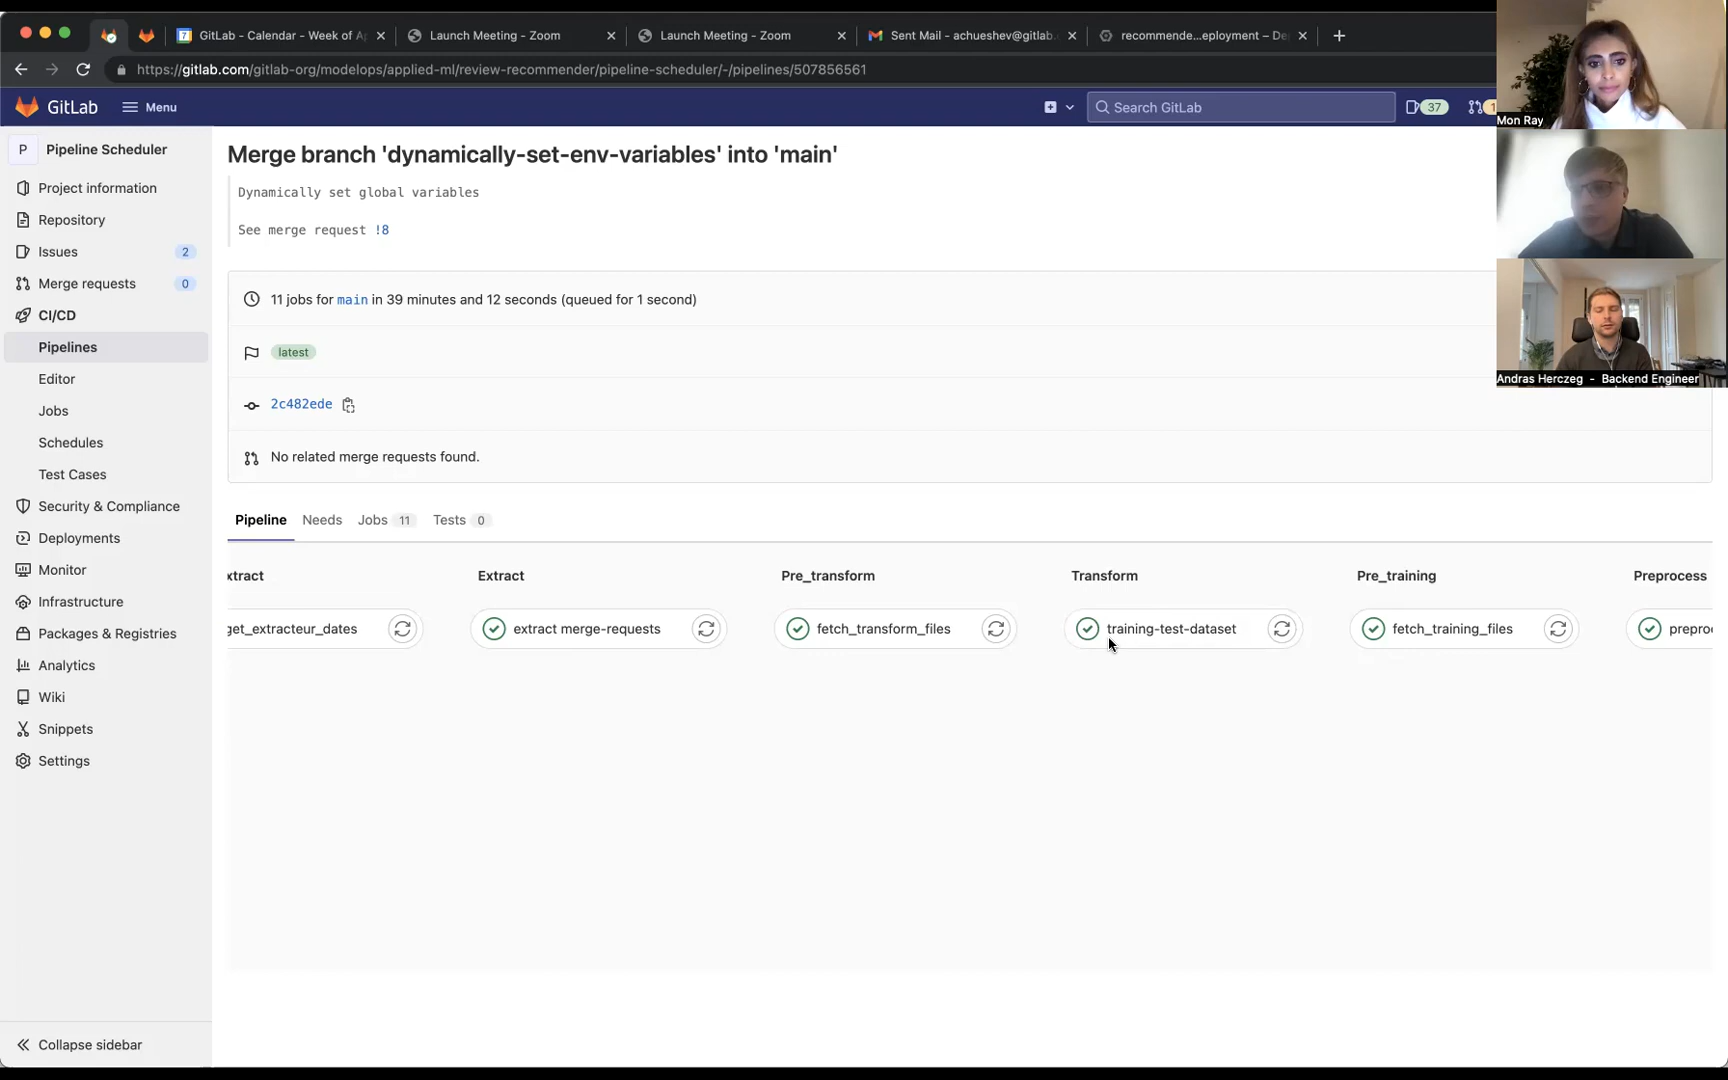 GitLab - Calendar - Week of A
Launch Meeting - Zoom
Launch Meeting - Zoom
Sent Mail - achueshev@gitlab.
recommende...eployment – De
https://gitlab.com/gitlab-org/modelops/applied-ml/review-recommender/pipeline-scheduler/-/pipelines/507856561
GitLab
Menu
Search GitLab
37
1
Mon Ray
Andras Herczeg - Backend Engineer
P Pipeline Scheduler
Project information
Repository
Issues 2
Merge requests 0
CI/CD
Pipelines
Editor
Jobs
Schedules
Test Cases
Security & Compliance
Deployments
Monitor
Infrastructure
Packages & Registries
Analytics
Wiki
Snippets
Settings
Collapse sidebar
Merge branch 'dynamically-set-env-variables' into 'main'
Dynamically set global variables
See merge request !8
11 jobs for main in 39 minutes and 12 seconds (queued for 1 second)
latest
2c482ede
No related merge requests found.
Pipeline Needs Jobs 11 Tests 0
xtract Extract Pre_transform Transform Pre_training Preprocess
get_extracteur_dates extract merge-requests fetch_transform_files training-test-dataset fetch_training_files preproc